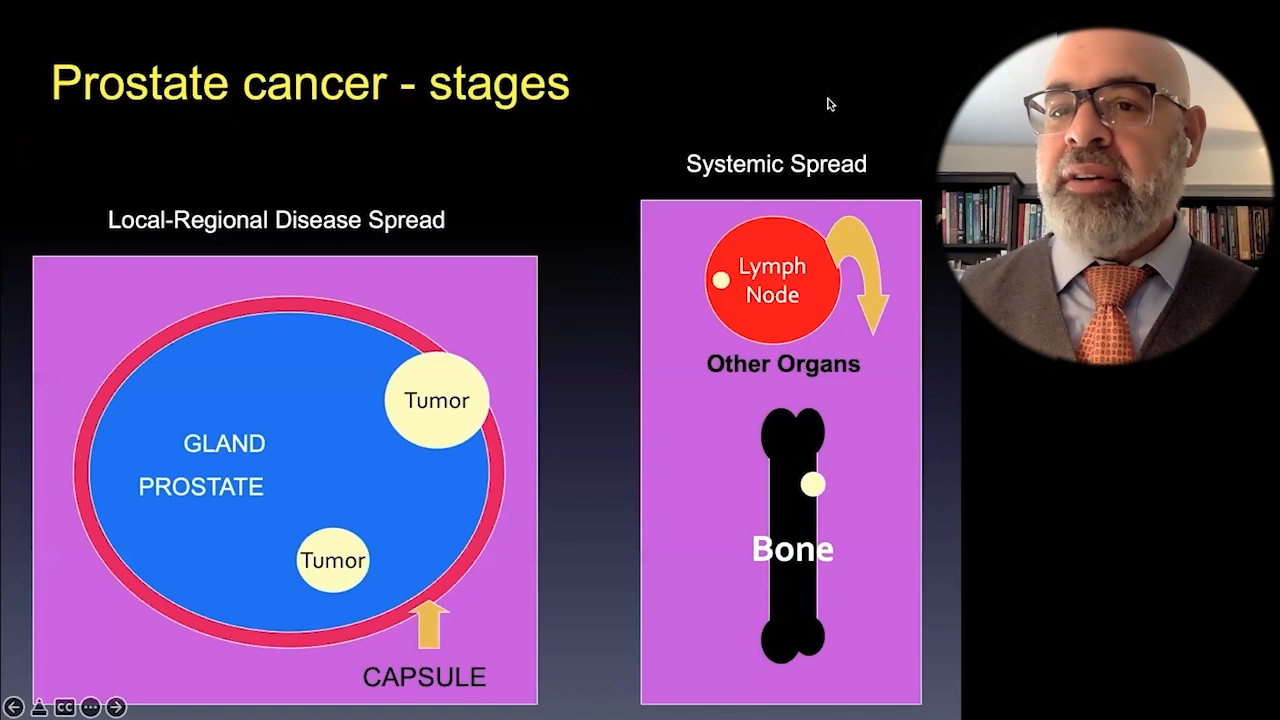 Prostate cancer - stages
Local-Regional Disease Spread
GLAND
PROSTATE
Tumor
Tumor
CAPSULE
Systemic Spread
Lymph
Node
Other Organs
Bone
CC